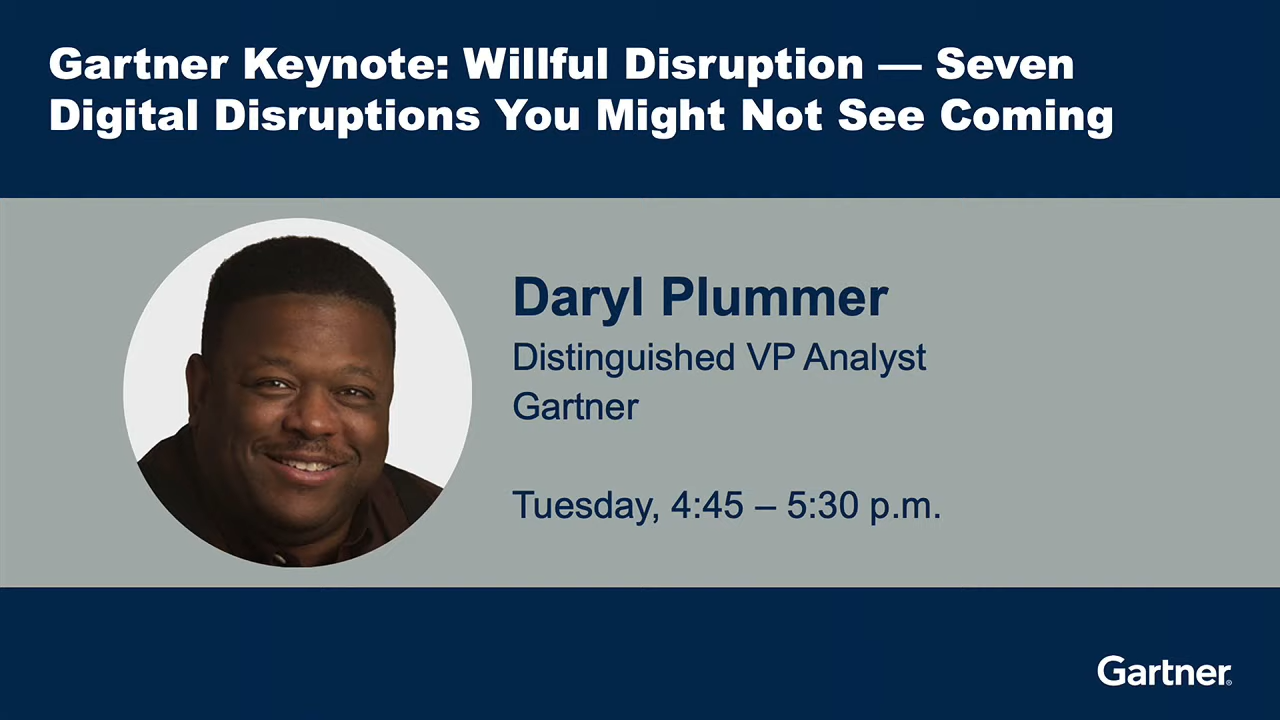 Gartner Keynote: Willful Disruption — Seven
Digital Disruptions You Might Not See Coming
Daryl Plummer
Distinguished VP Analyst
Gartner
Tuesday, 4:45 – 5:30 p.m.
Gartner®